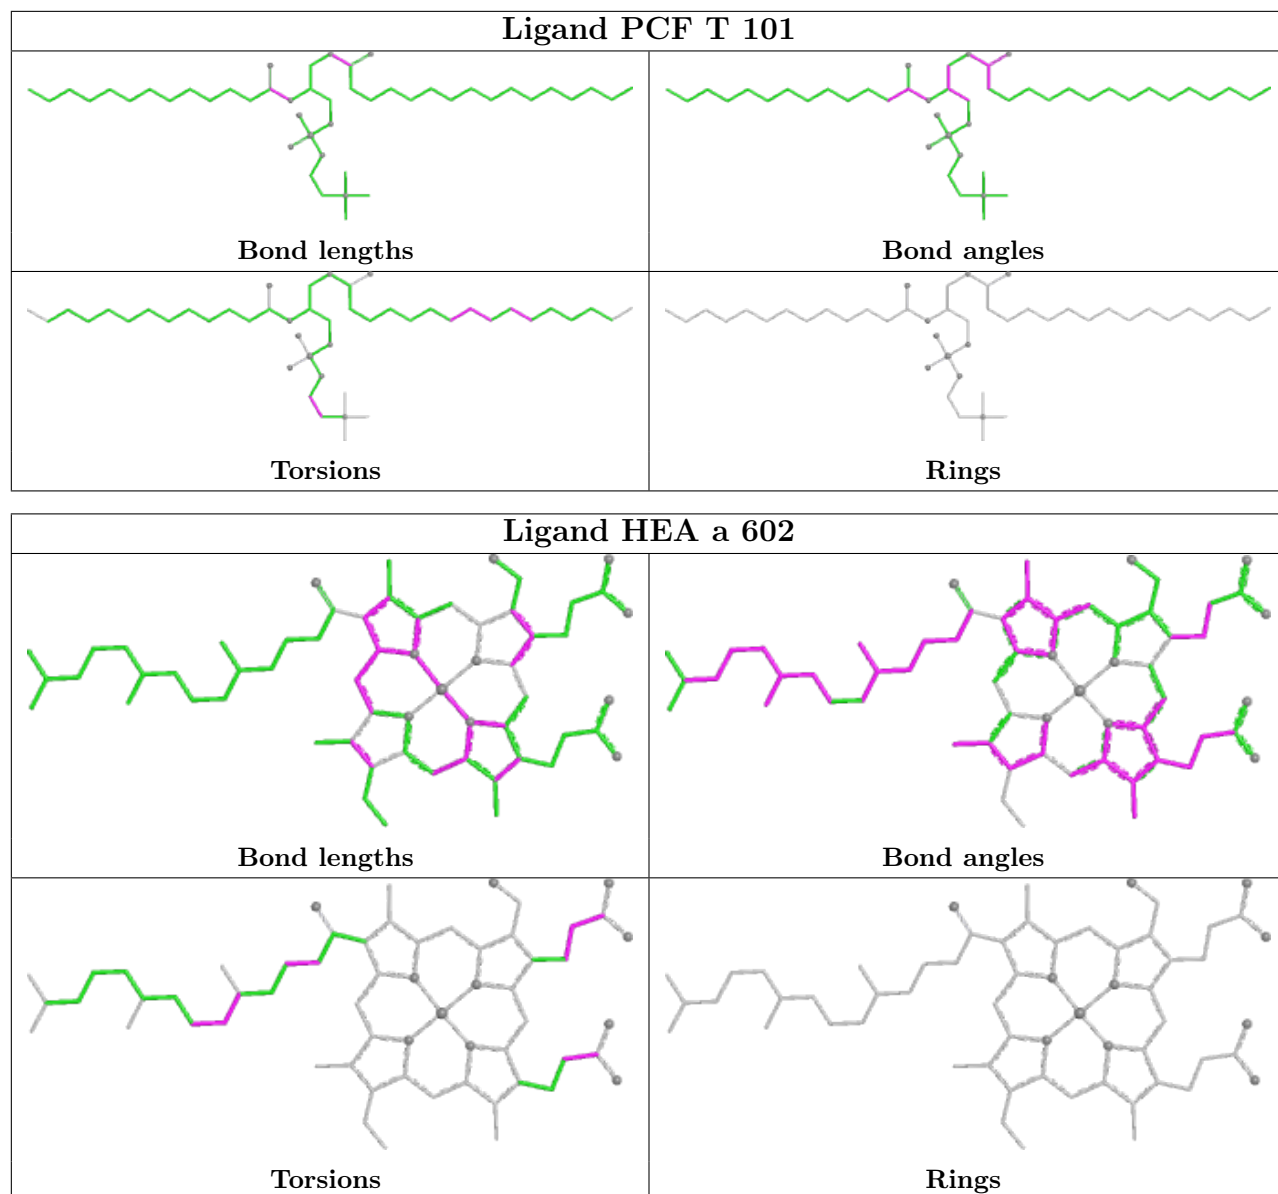 Ligand PCF T 101
Bond lengths
Bond angles
Torsions
Rings
Ligand HEA a 602
Bond lengths
Bond angles
Torsions
Rings